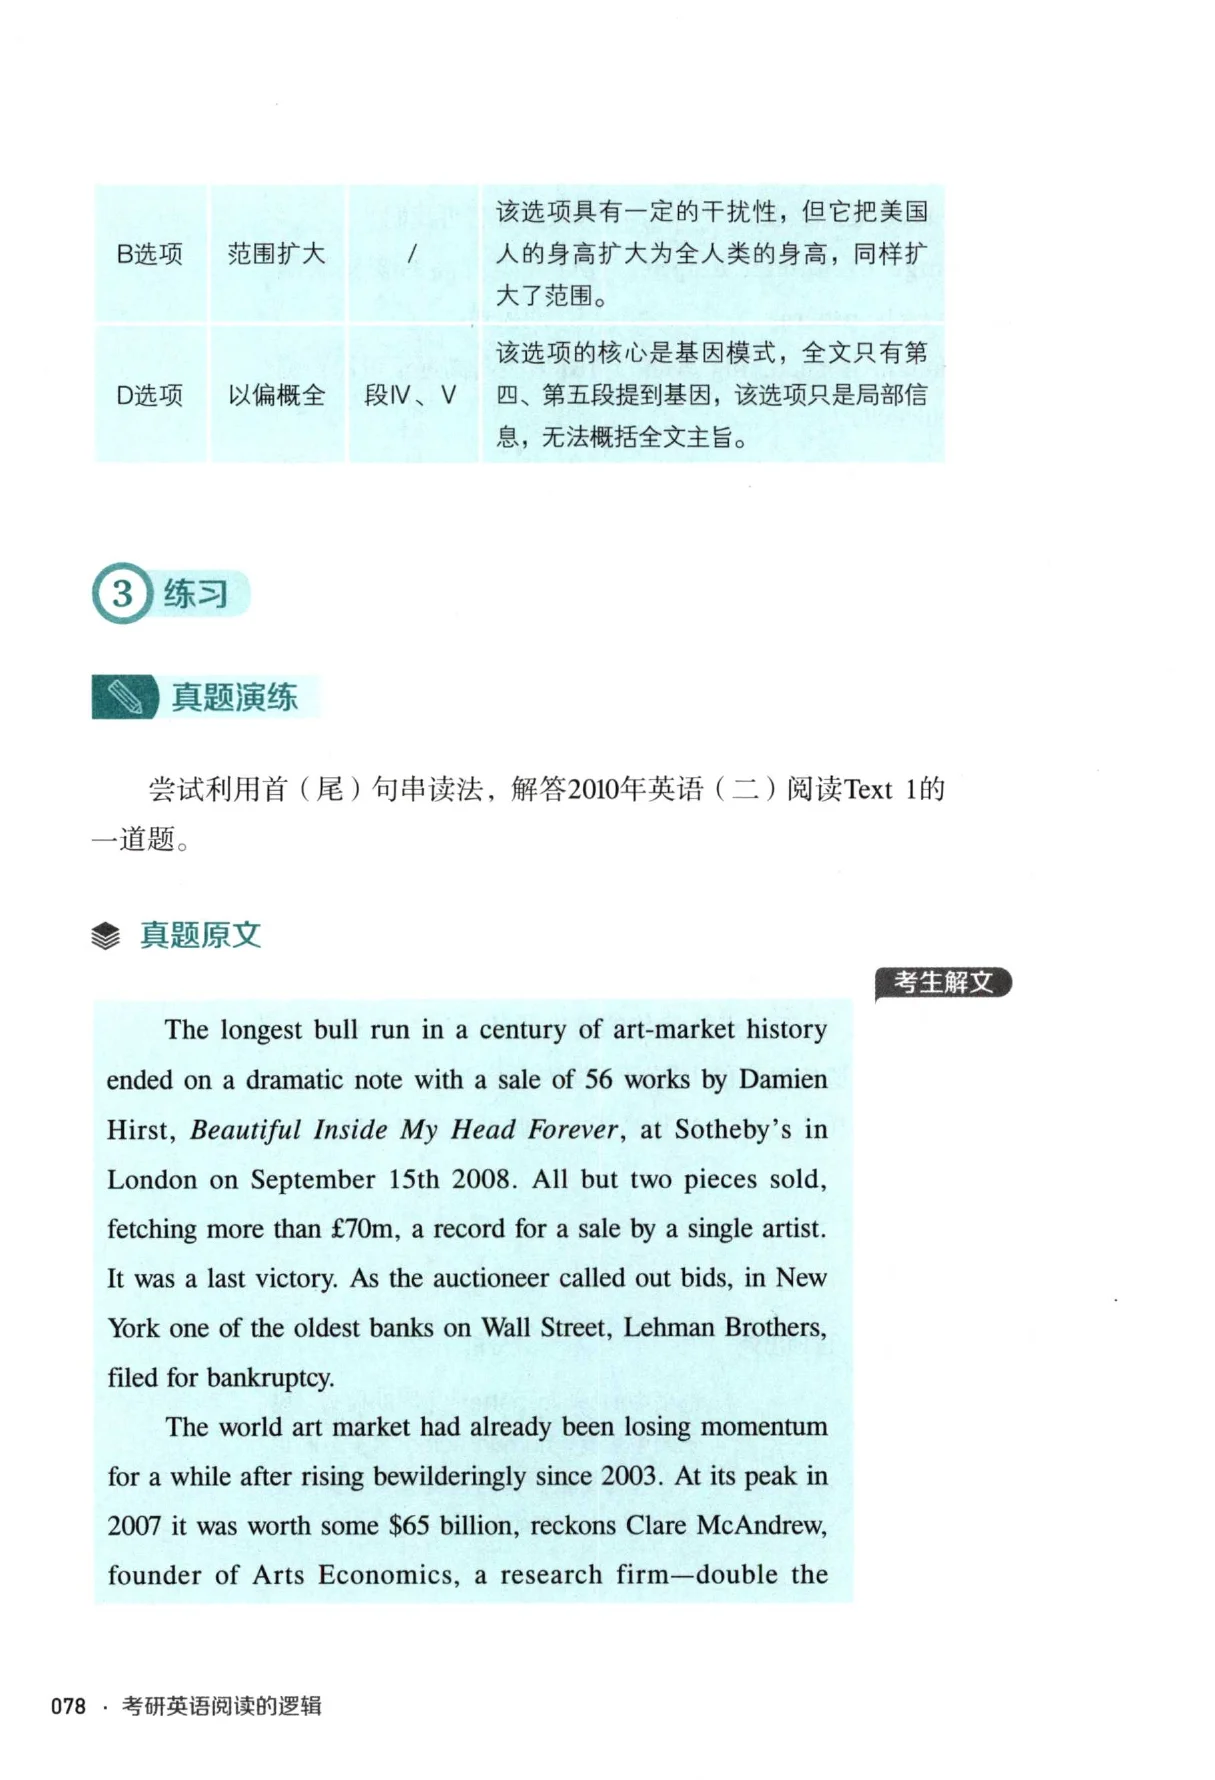 B选项 范围扩大 / 该选项具有一定的干扰性，但它把美国
人的身高扩大为全人类的身高，同样扩
大了范围。
D选项 以偏概全 段Ⅳ、Ⅴ 该选项的核心是基因模式，全文只有第
四、第五段提到基因，该选项只是局部信
息，无法概括全文主旨。
3 练习
真题演练
尝试利用首（尾）句串读法，解答2010年英语（二）阅读Text 1的
一道题。
真题原文
考生解文
The longest bull run in a century of art-market history
ended on a dramatic note with a sale of 56 works by Damien
Hirst, Beautiful Inside My Head Forever, at Sotheby's in
London on September 15th 2008. All but two pieces sold,
fetching more than £70m, a record for a sale by a single artist.
It was a last victory. As the auctioneer called out bids, in New
York one of the oldest banks on Wall Street, Lehman Brothers,
filed for bankruptcy.
The world art market had already been losing momentum
for a while after rising bewilderingly since 2003. At its peak in
2007 it was worth some $65 billion, reckons Clare McAndrew,
founder of Arts Economics, a research firm—double the
078 · 考研英语阅读的逻辑